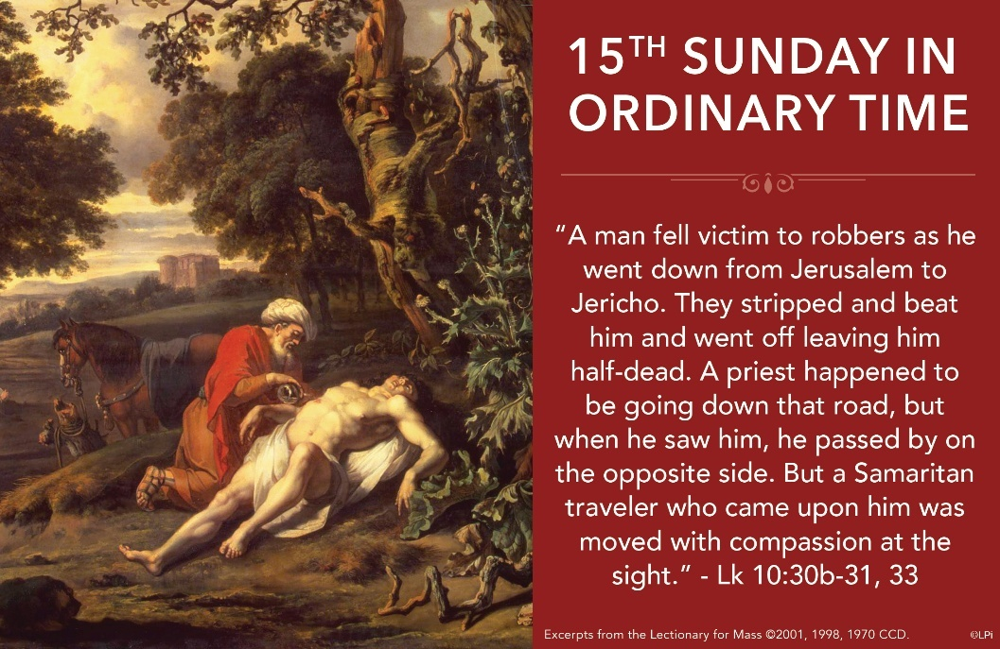 15TH SUNDAY IN
ORDINARY TIME
“A man fell victim to robbers as he
went down from Jerusalem to
Jericho. They stripped and beat
him and went off leaving him
half-dead. A priest happened to
be going down that road, but
when he saw him, he passed by on
the opposite side. But a Samaritan
traveler who came upon him was
moved with compassion at the
sight.” - Lk 10:30b-31, 33
Excerpts from the Lectionary for Mass ©2001, 1998, 1970 CCD.
©LPi